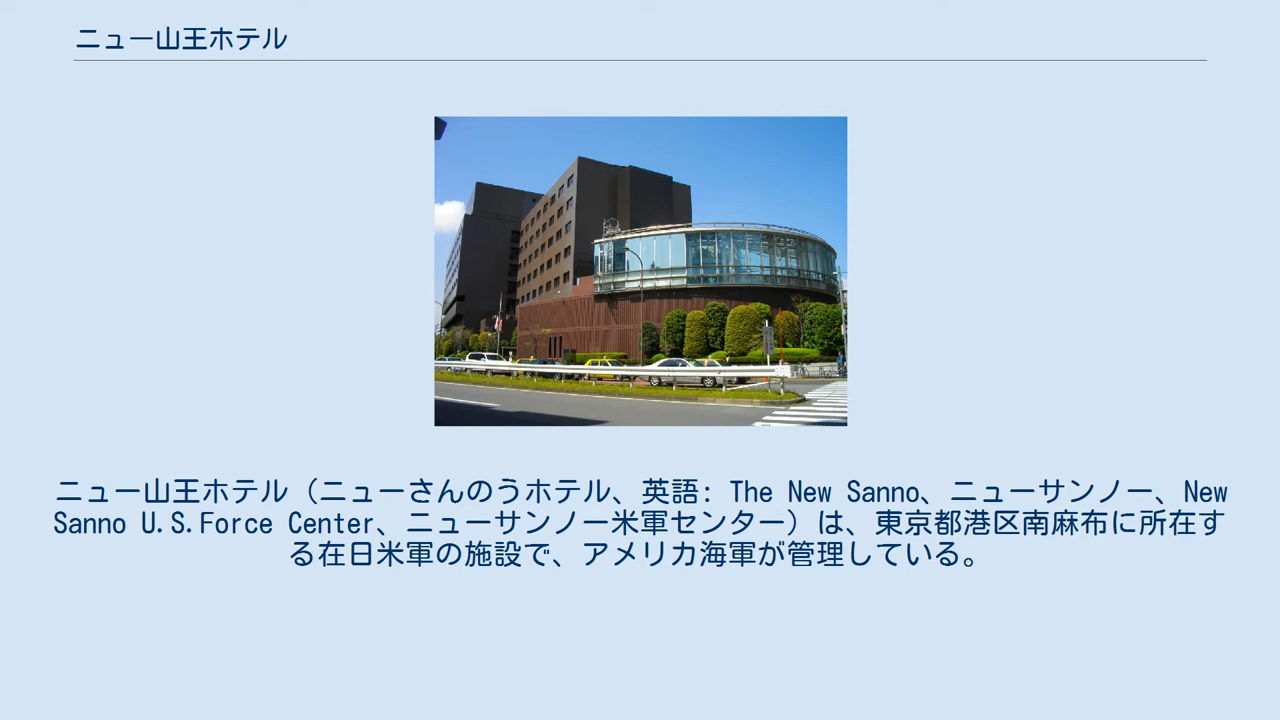 ニュー山王ホテル
ニュー山王ホテル（ニューさんのうホテル、英語: The New Sanno、ニューサンノー、New
Sanno U.S.Force Center、ニューサンノー米軍センター）は、東京都港区南麻布に所在す
る在日米軍の施設で、アメリカ海軍が管理している。